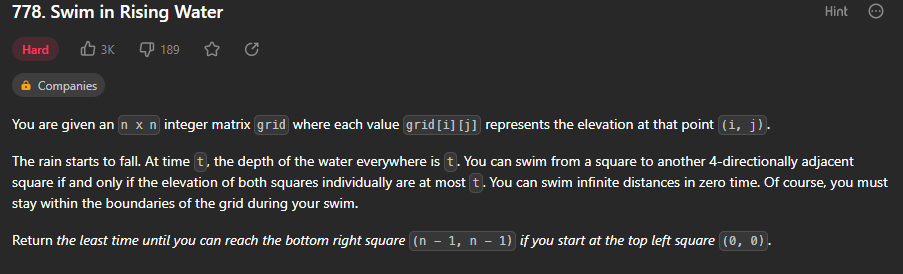 778. Swim in Rising Water
Hint
Hard 3K 189
Companies
You are given an n x n integer matrix grid where each value grid[i][j] represents the elevation at that point (i, j).
The rain starts to fall. At time t, the depth of the water everywhere is t. You can swim from a square to another 4-directionally adjacent
square if and only if the elevation of both squares individually are at most t. You can swim infinite distances in zero time. Of course, you must
stay within the boundaries of the grid during your swim.
Return the least time until you can reach the bottom right square (n - 1, n - 1) if you start at the top left square (0, 0).